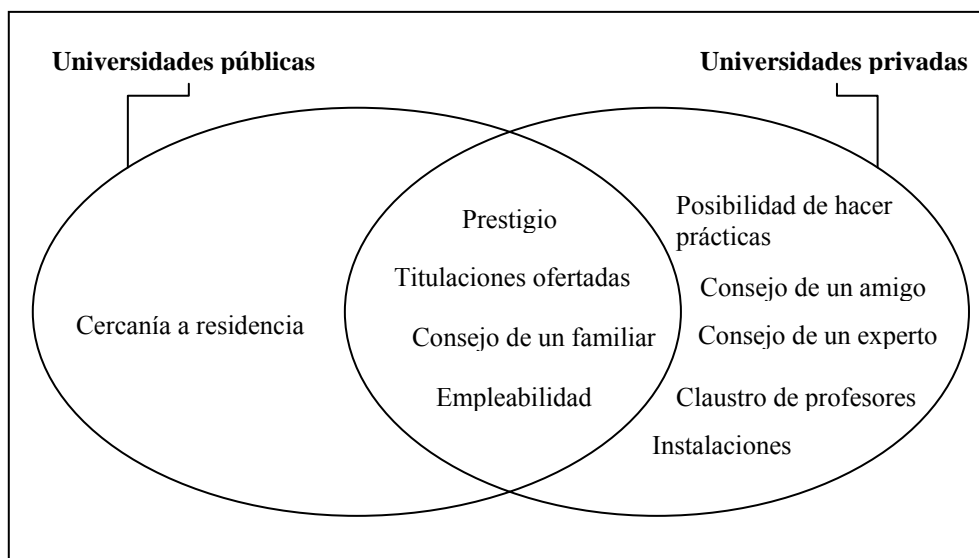 Universidades públicas
Universidades privadas
Cercanía a residencia
Prestigio
Titulaciones ofertadas
Consejo de un familiar
Empleabilidad
Posibilidad de hacer
prácticas
Consejo de un amigo
Consejo de un experto
Claustro de profesores
Instalaciones